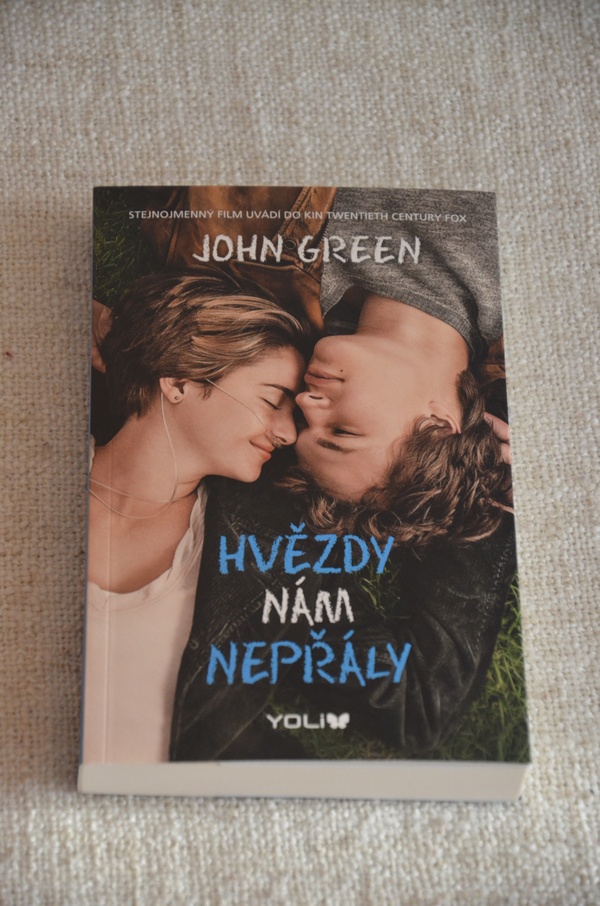 STEJNOJMENNÝ FILM UVÁDÍ DO KIN TWENTIETH CENTURY FOX
JOHN GREEN
HVĚZDY
NÁM
NEPŘÁLY
YOLi